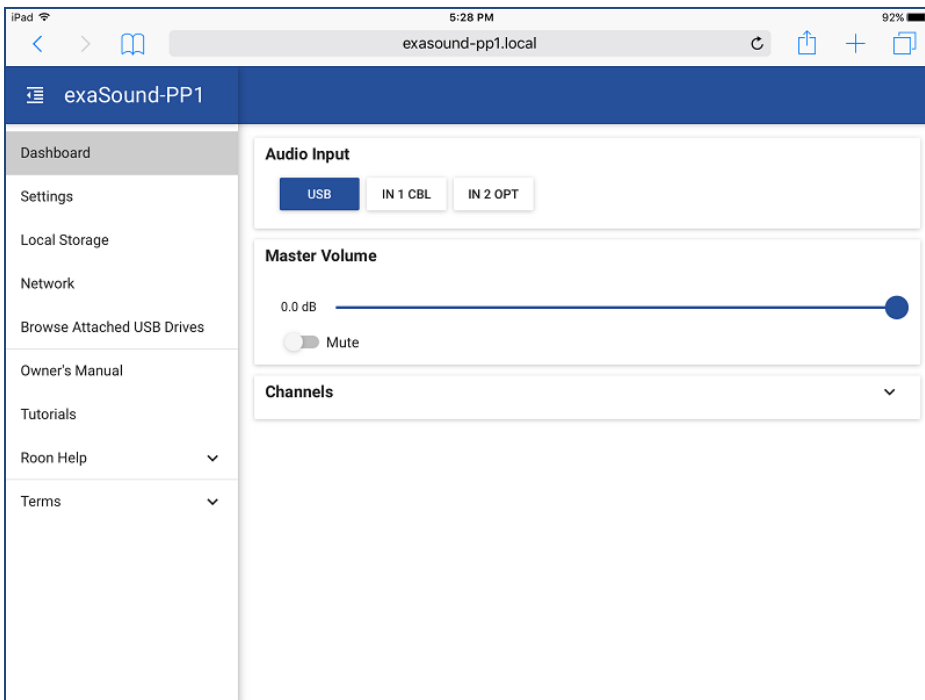 iPad 5:28 PM 92%
exasound-pp1.local
exaSound-PP1
Dashboard
Settings
Local Storage
Network
Browse Attached USB Drives
Owner's Manual
Tutorials
Roon Help
Terms
Audio Input
USB IN 1 CBL IN 2 OPT
Master Volume
0.0 dB
Mute
Channels